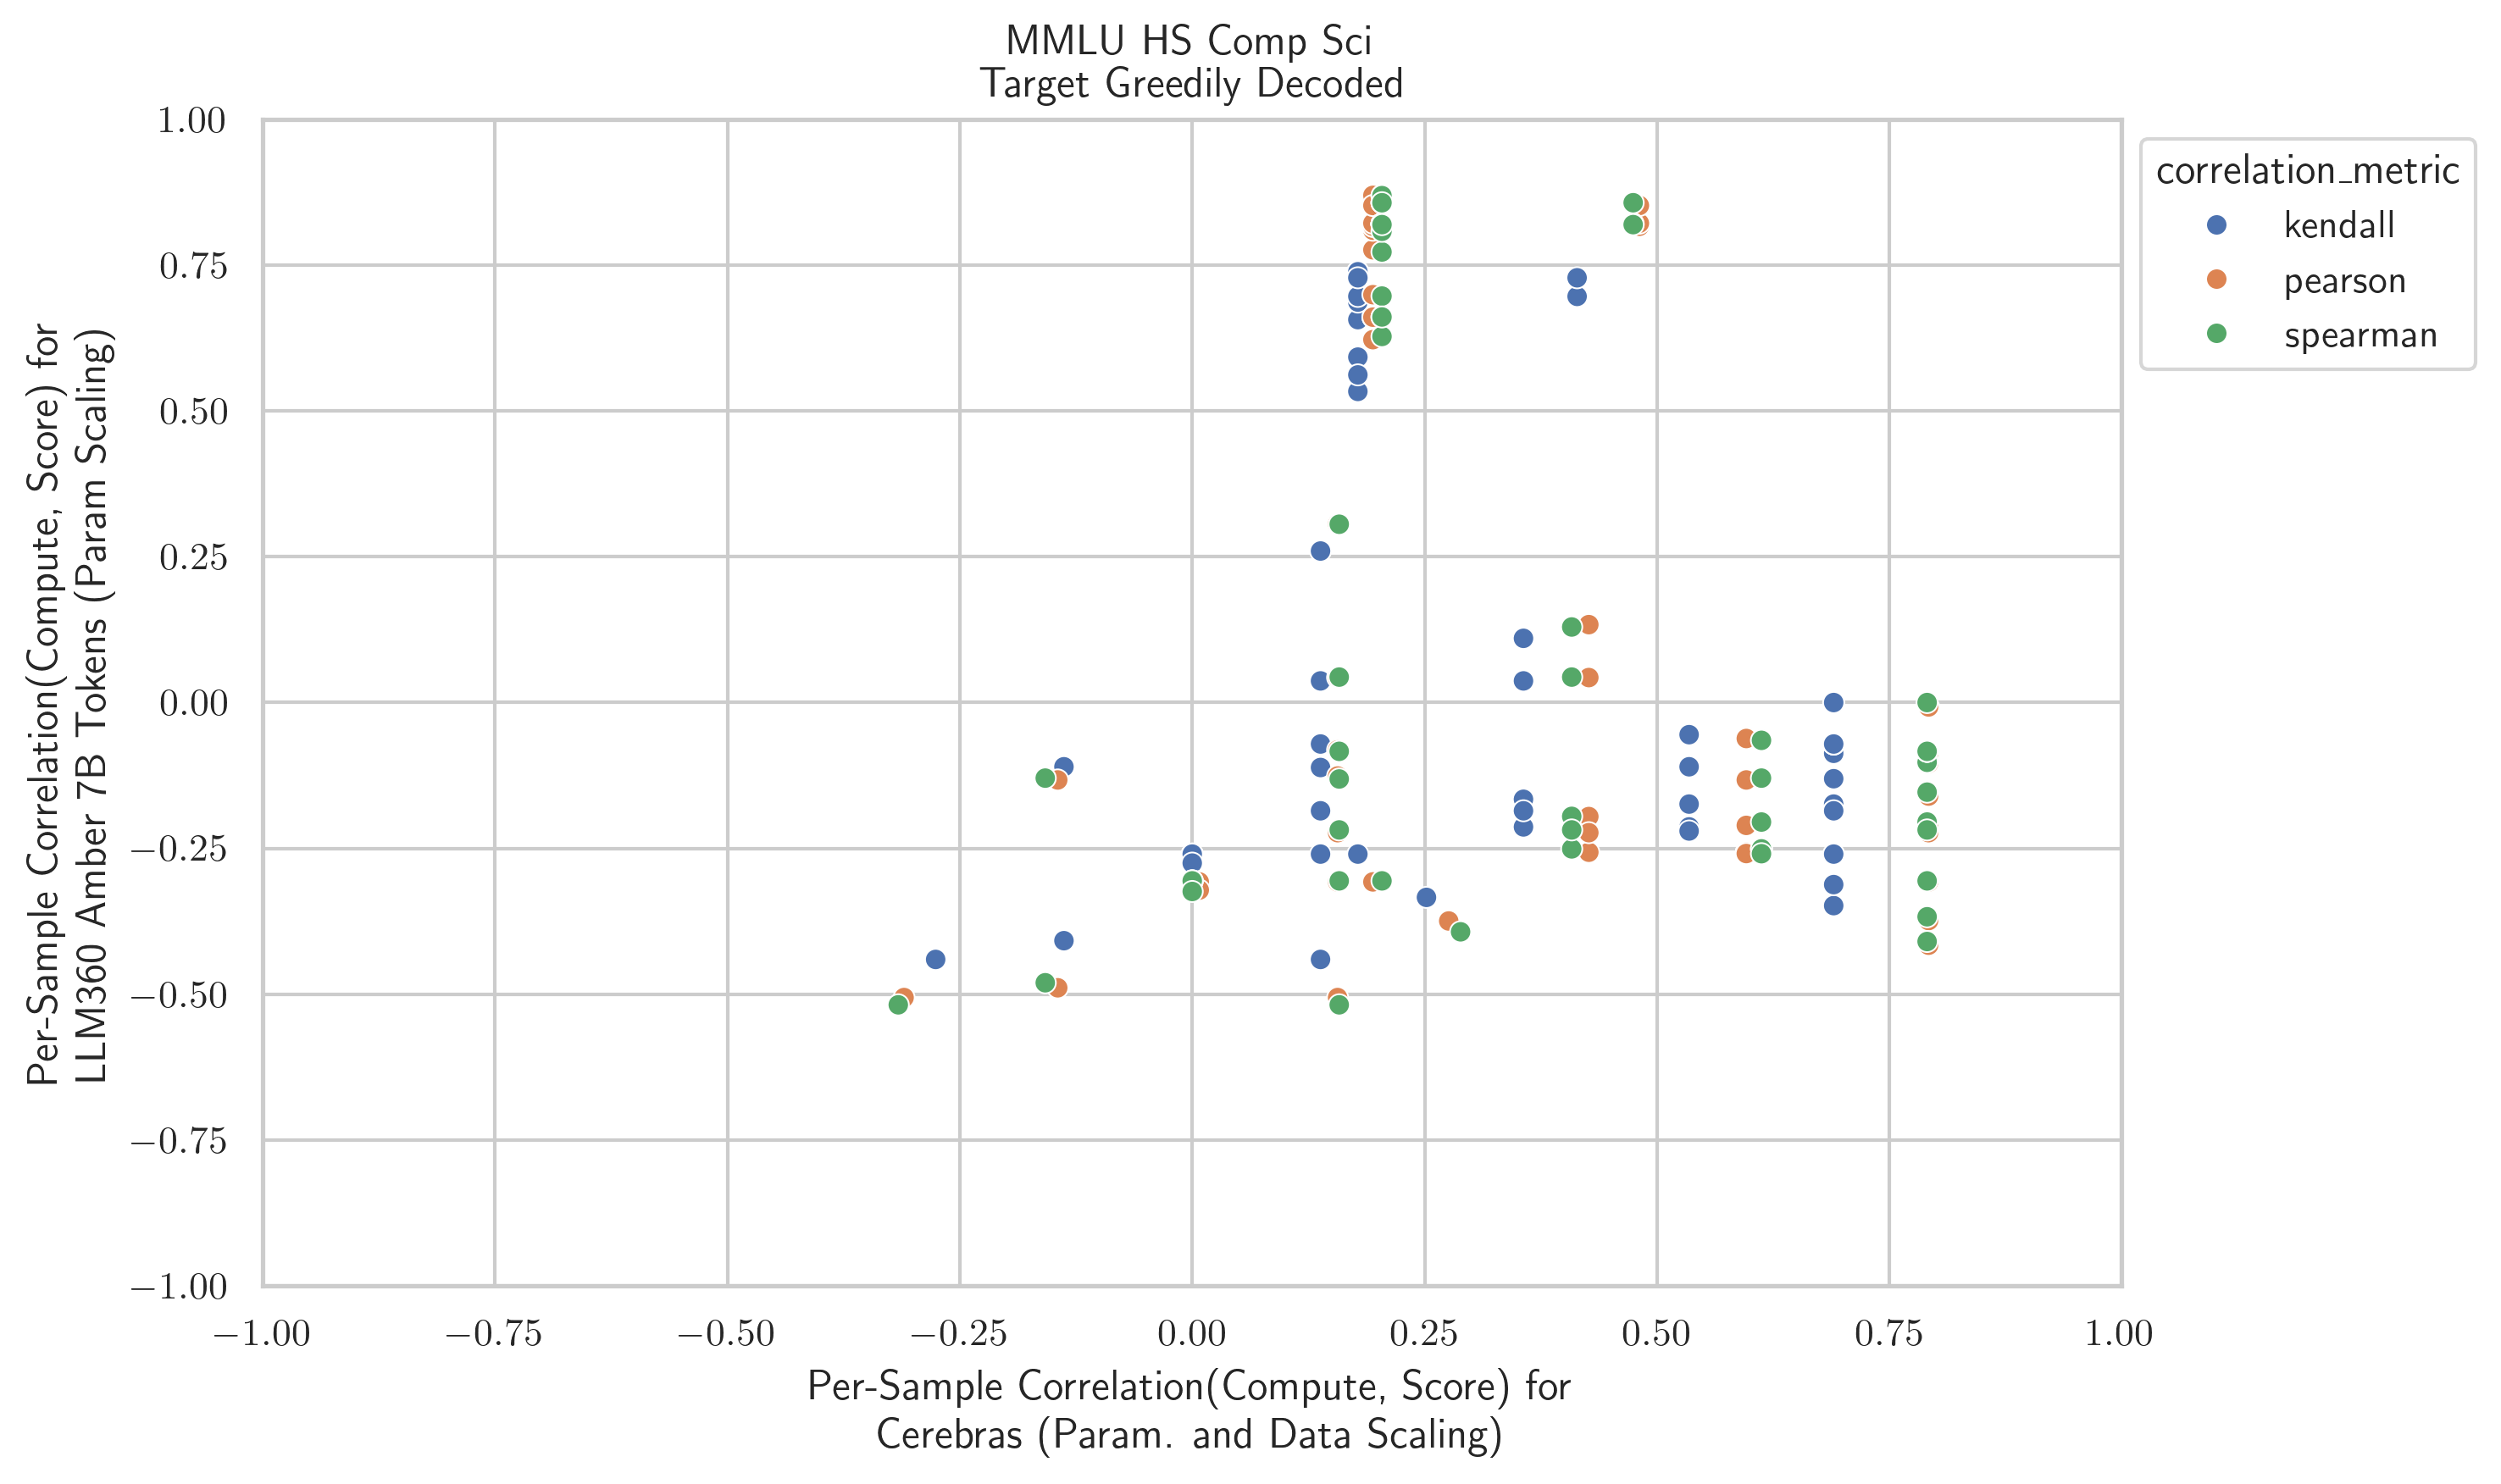 MMLU HS Comp Sci
Target Greedily Decoded
1.00
0.75
0.50
0.25
0.00
−0.25
−0.50
−0.75
−1.00
Per-Sample Correlation(Compute, Score) for
LLM360 Amber 7B Tokens (Param Scaling)
correlation_metric
kendall
pearson
spearman
−1.00
−0.75
−0.50
−0.25
0.00
0.25
0.50
0.75
1.00
Per-Sample Correlation(Compute, Score) for
Cerebras (Param. and Data Scaling)